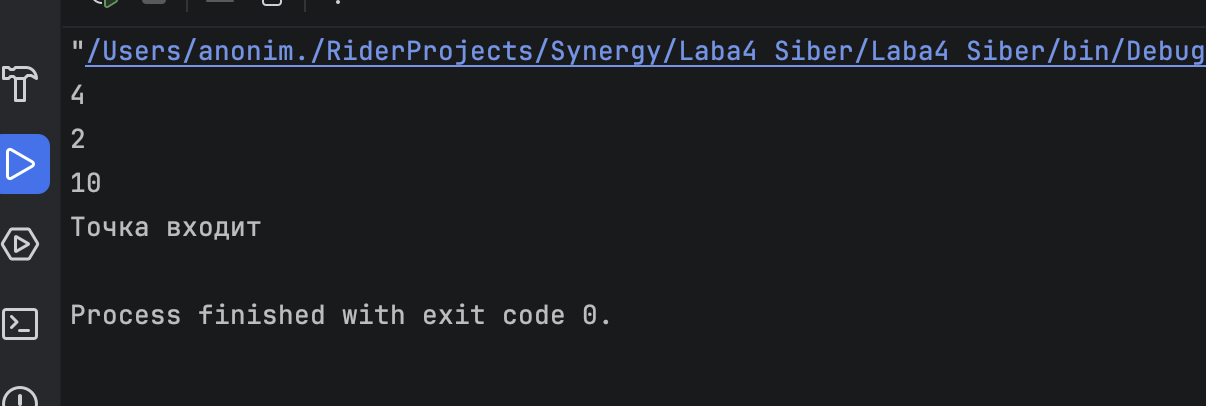 "/Users/anonim./RiderProjects/Synergy/Laba4 Siber/Laba4 Siber/bin/Debug
4
2
10
Точка входит
Process finished with exit code 0.